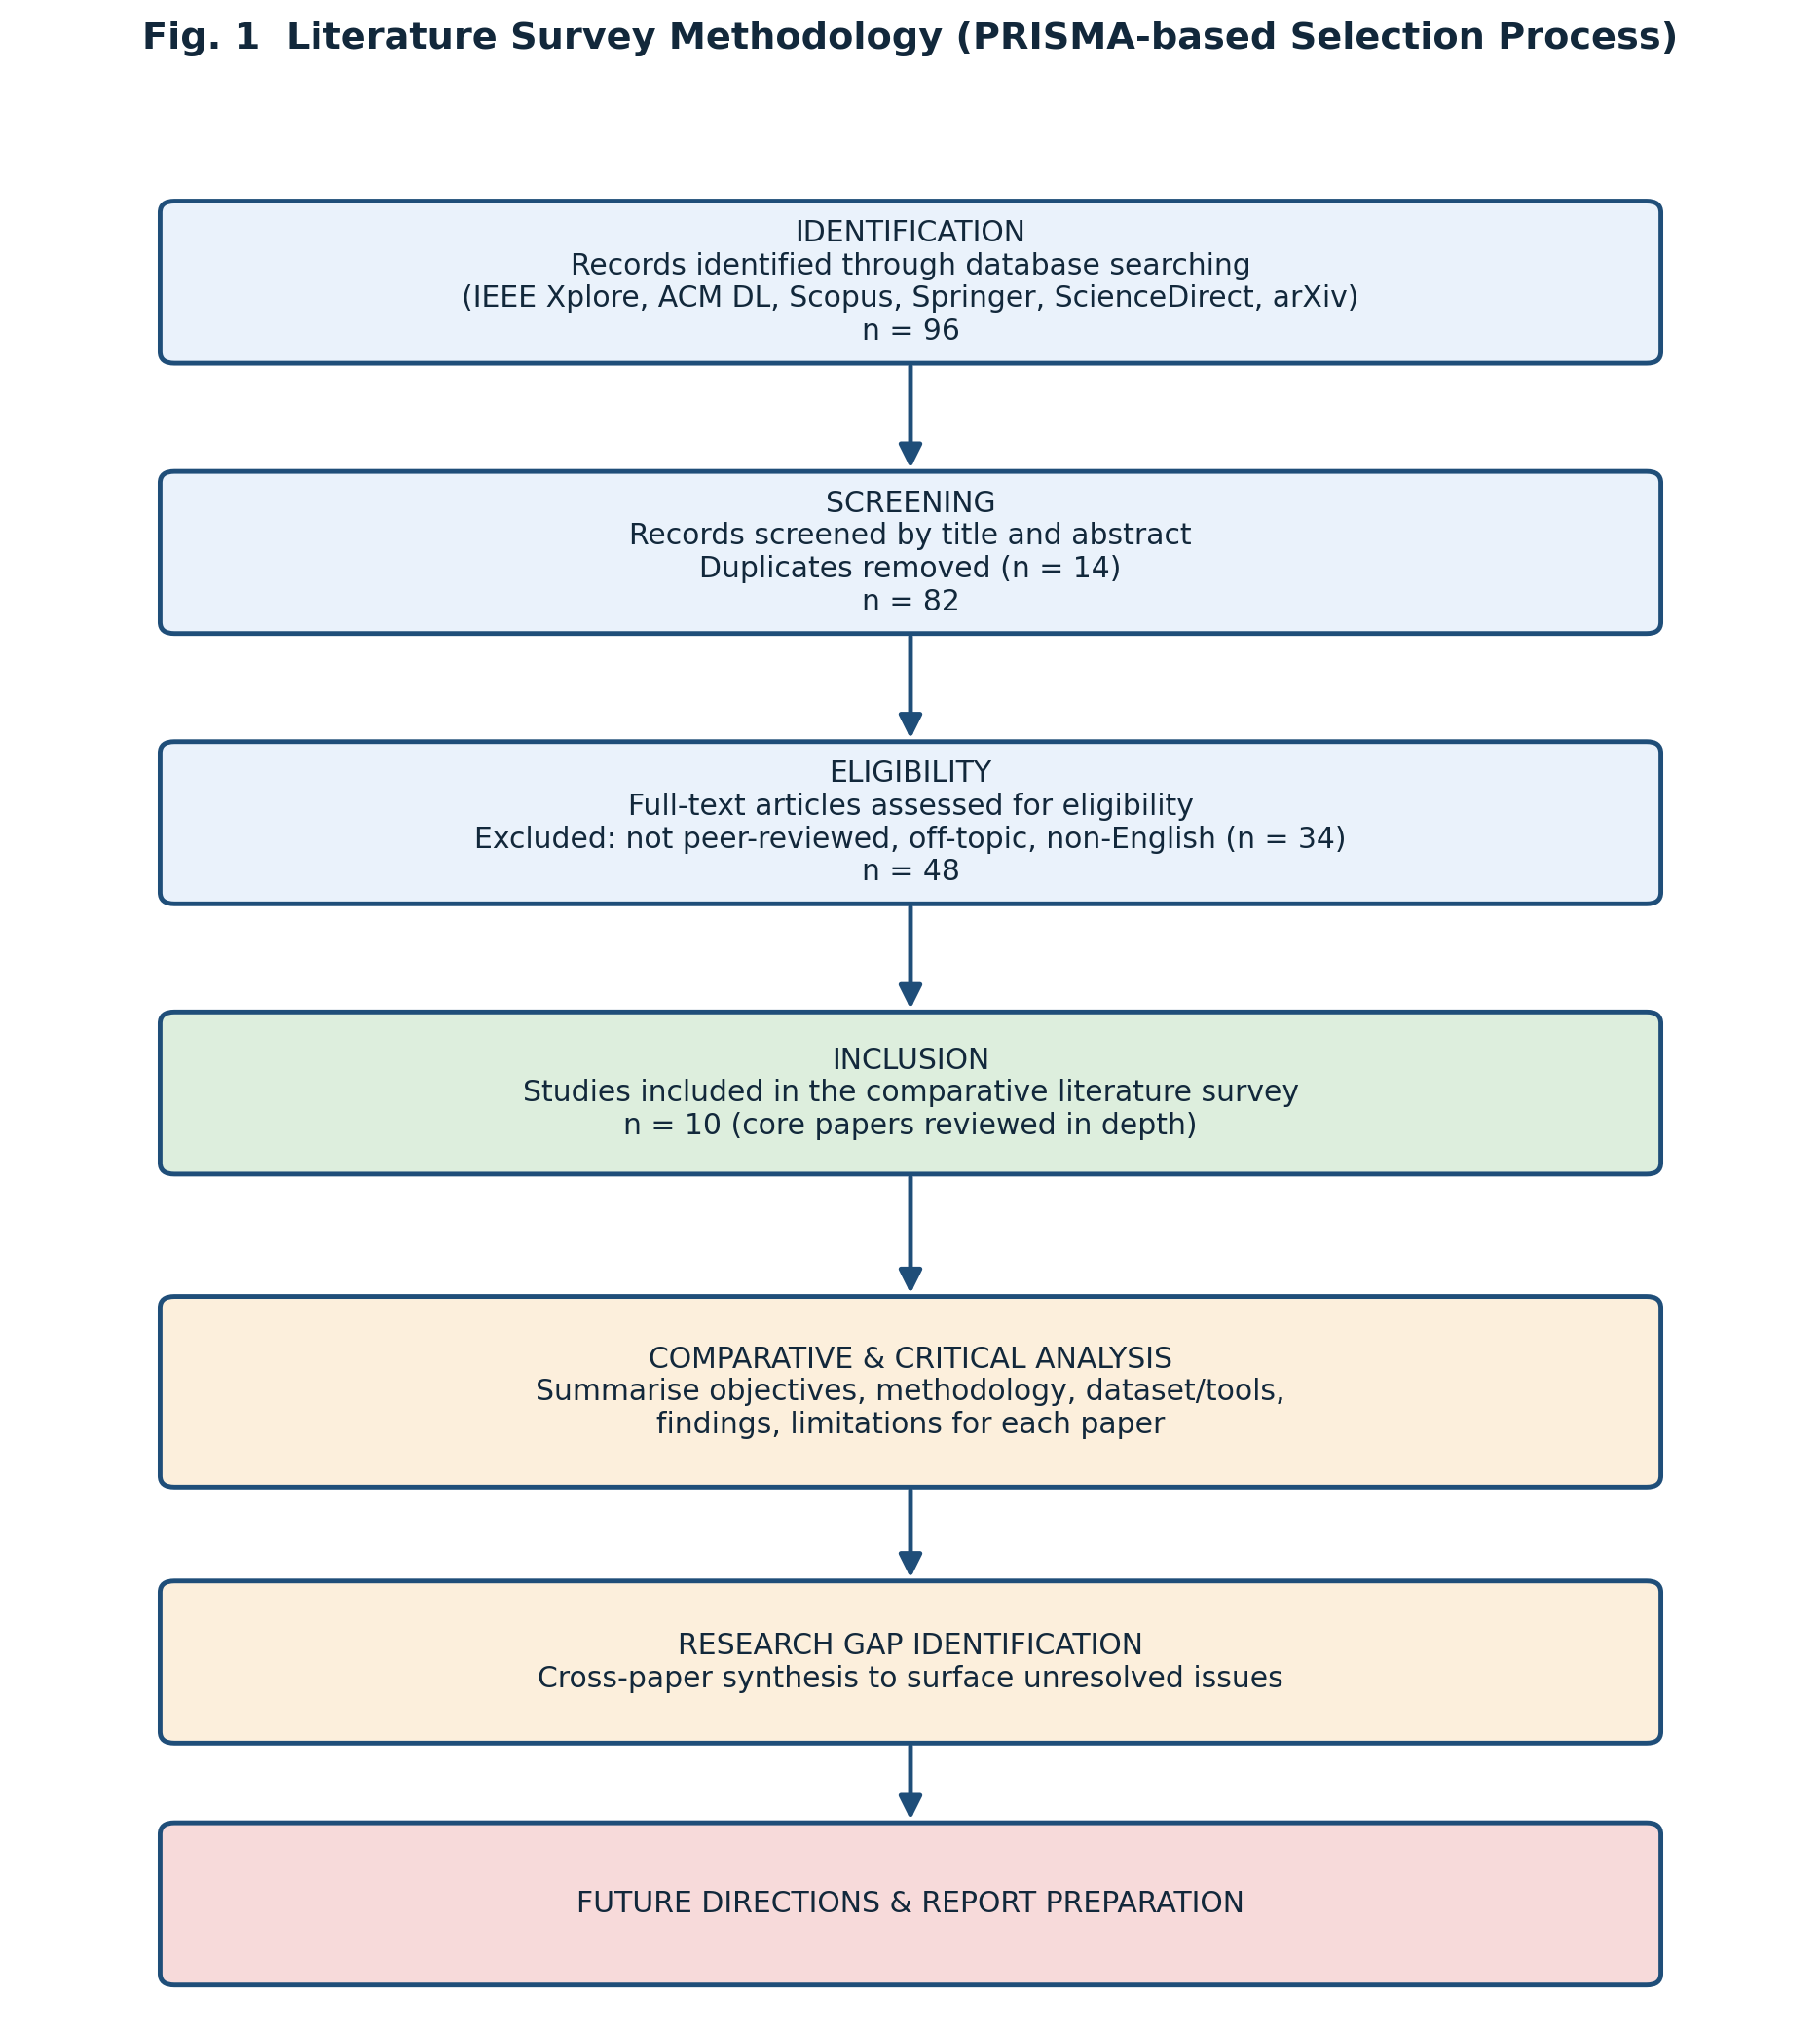 Fig. 1  Literature Survey Methodology (PRISMA-based Selection Process)
IDENTIFICATION
Records identified through database searching
(IEEE Xplore, ACM DL, Scopus, Springer, ScienceDirect, arXiv)
n = 96
SCREENING
Records screened by title and abstract
Duplicates removed (n = 14)
n = 82
ELIGIBILITY
Full-text articles assessed for eligibility
Excluded: not peer-reviewed, off-topic, non-English (n = 34)
n = 48
INCLUSION
Studies included in the comparative literature survey
n = 10 (core papers reviewed in depth)
COMPARATIVE & CRITICAL ANALYSIS
Summarise objectives, methodology, dataset/tools,
findings, limitations for each paper
RESEARCH GAP IDENTIFICATION
Cross-paper synthesis to surface unresolved issues
FUTURE DIRECTIONS & REPORT PREPARATION